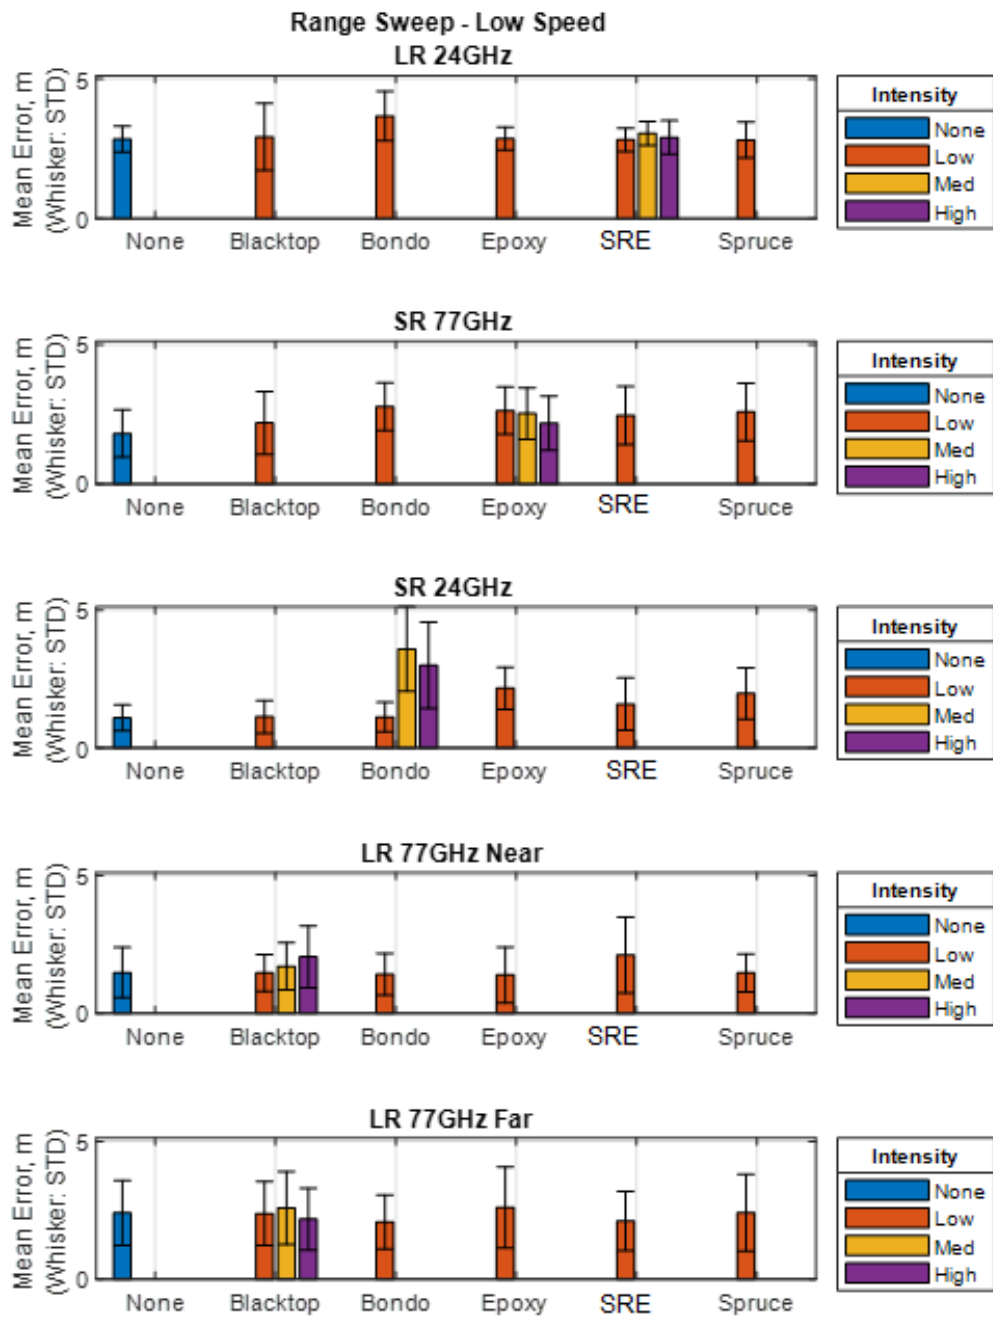 Range Sweep - Low Speed
LR 24GHz
Mean Error, m
(Whisker: STD)
5
0
None Blacktop Bondo Epoxy SRE Spruce
Intensity
None
Low
Med
High
SR 77GHz
Mean Error, m
(Whisker: STD)
5
0
None Blacktop Bondo Epoxy SRE Spruce
Intensity
None
Low
Med
High
SR 24GHz
Mean Error, m
(Whisker: STD)
5
0
None Blacktop Bondo Epoxy SRE Spruce
Intensity
None
Low
Med
High
LR 77GHz Near
Mean Error, m
(Whisker: STD)
5
0
None Blacktop Bondo Epoxy SRE Spruce
Intensity
None
Low
Med
High
LR 77GHz Far
Mean Error, m
(Whisker: STD)
5
0
None Blacktop Bondo Epoxy SRE Spruce
Intensity
None
Low
Med
High